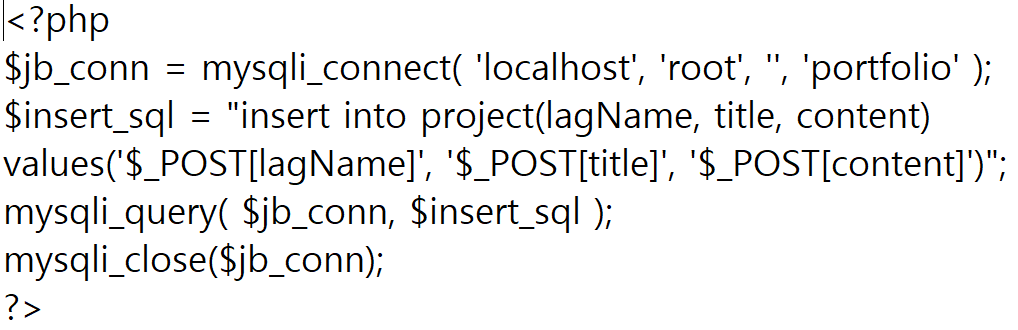 <?php
$jb_conn = mysqli_connect( 'localhost', 'root', '', 'portfolio' );
$insert_sql = "insert into project(lagName, title, content)
values('$_POST[lagName]', '$_POST[title]', '$_POST[content]')";
mysqli_query( $jb_conn, $insert_sql );
mysqli_close($jb_conn);
?>